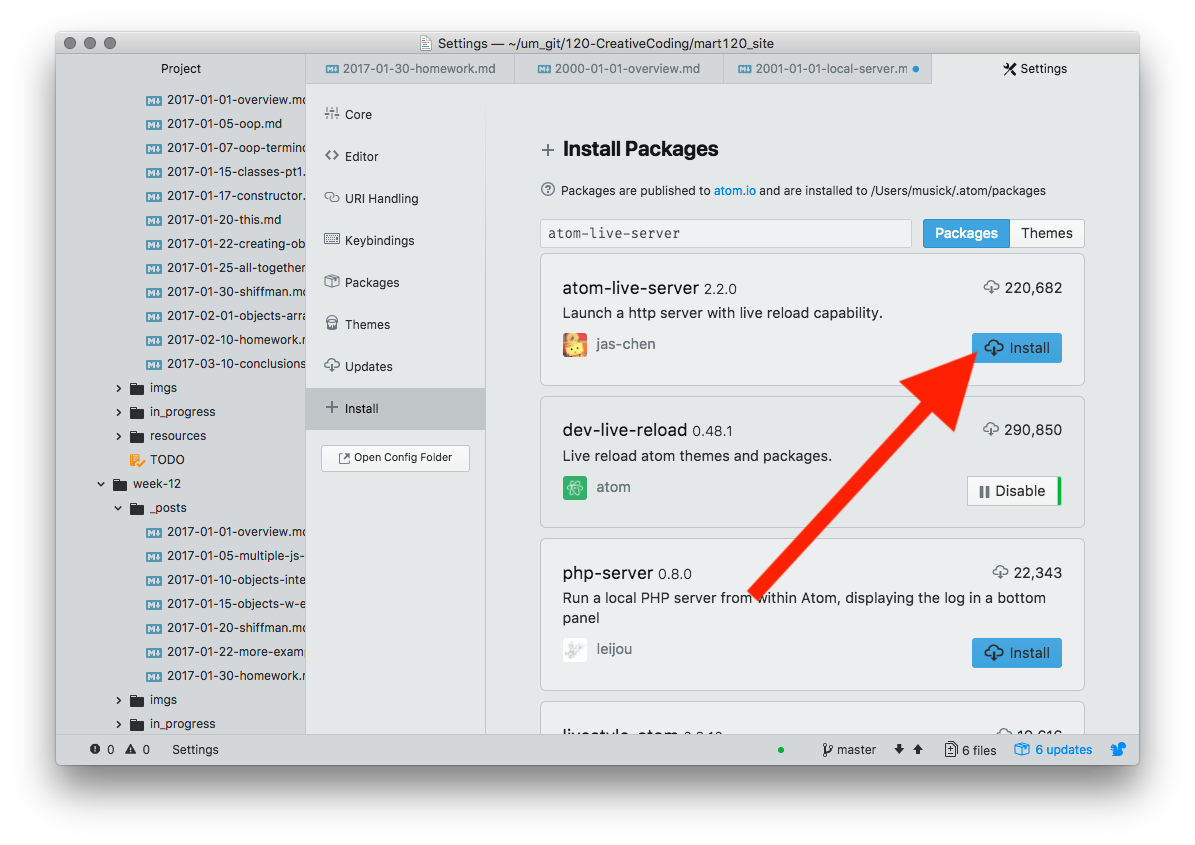 Settings — ~/um_git/120-CreativeCoding/mart120_site
Project
2017-01-30-homework.md
2000-01-01-overview.md
2001-01-01-local-server.m
Settings
2017-01-01-overview.md
2017-01-05-oop.md
2017-01-07-oop-termin
2017-01-15-classes-pt1.
2017-01-17-constructor.
2017-01-20-this.md
2017-01-22-creating-ob
2017-01-25-all-together
2017-01-30-shiffman.md
2017-02-01-objects-arra
2017-02-10-homework.r
2017-03-10-conclusions
imgs
in_progress
resources
TODO
week-12
_posts
2017-01-01-overview.md
2017-01-05-multiple-js-
2017-01-10-objects-inte
2017-01-15-objects-w-e
2017-01-20-shiffman.md
2017-01-22-more-examp
2017-01-30-homework.r
imgs
in_progress
Core
Editor
URI Handling
Keybindings
Packages
Themes
Updates
Install
Open Config Folder
Install Packages
Packages are published to atom.io and are installed to /Users/musick/.atom/packages
atom-live-server
Packages
Themes
atom-live-server 2.2.0
220,682
Launch a http server with live reload capability.
jas-chen
Install
dev-live-reload 0.48.1
290,850
Live reload atom themes and packages.
atom
Disable
php-server 0.8.0
22,343
Run a local PHP server from within Atom, displaying the log in a bottom
panel
leijou
Install
0 0 Settings
master
6 files
6 updates